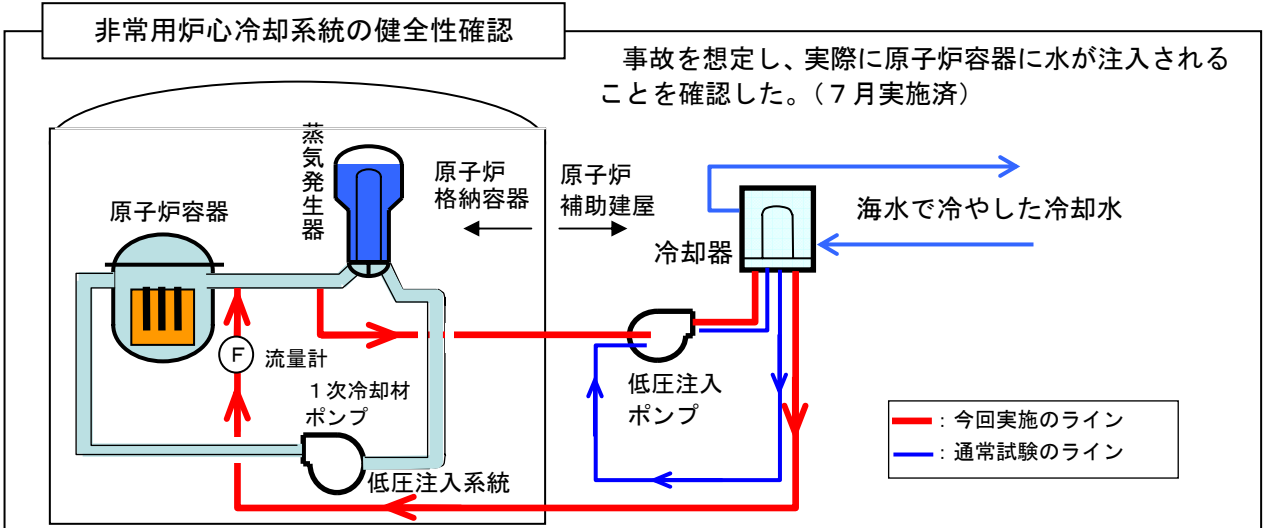 非常用炉心冷却系統の健全性確認
事故を想定し、実際に原子炉容器に水が注入される
ことを確認した。(7月実施済)
蒸気発生器
原子炉
格納容器
原子炉
補助建屋
原子炉容器
海水で冷やした冷却水
冷却器
F
流量計
1次冷却材
ポンプ
低圧注入
ポンプ
低圧注入系統
:今回実施のライン
:通常試験のライン